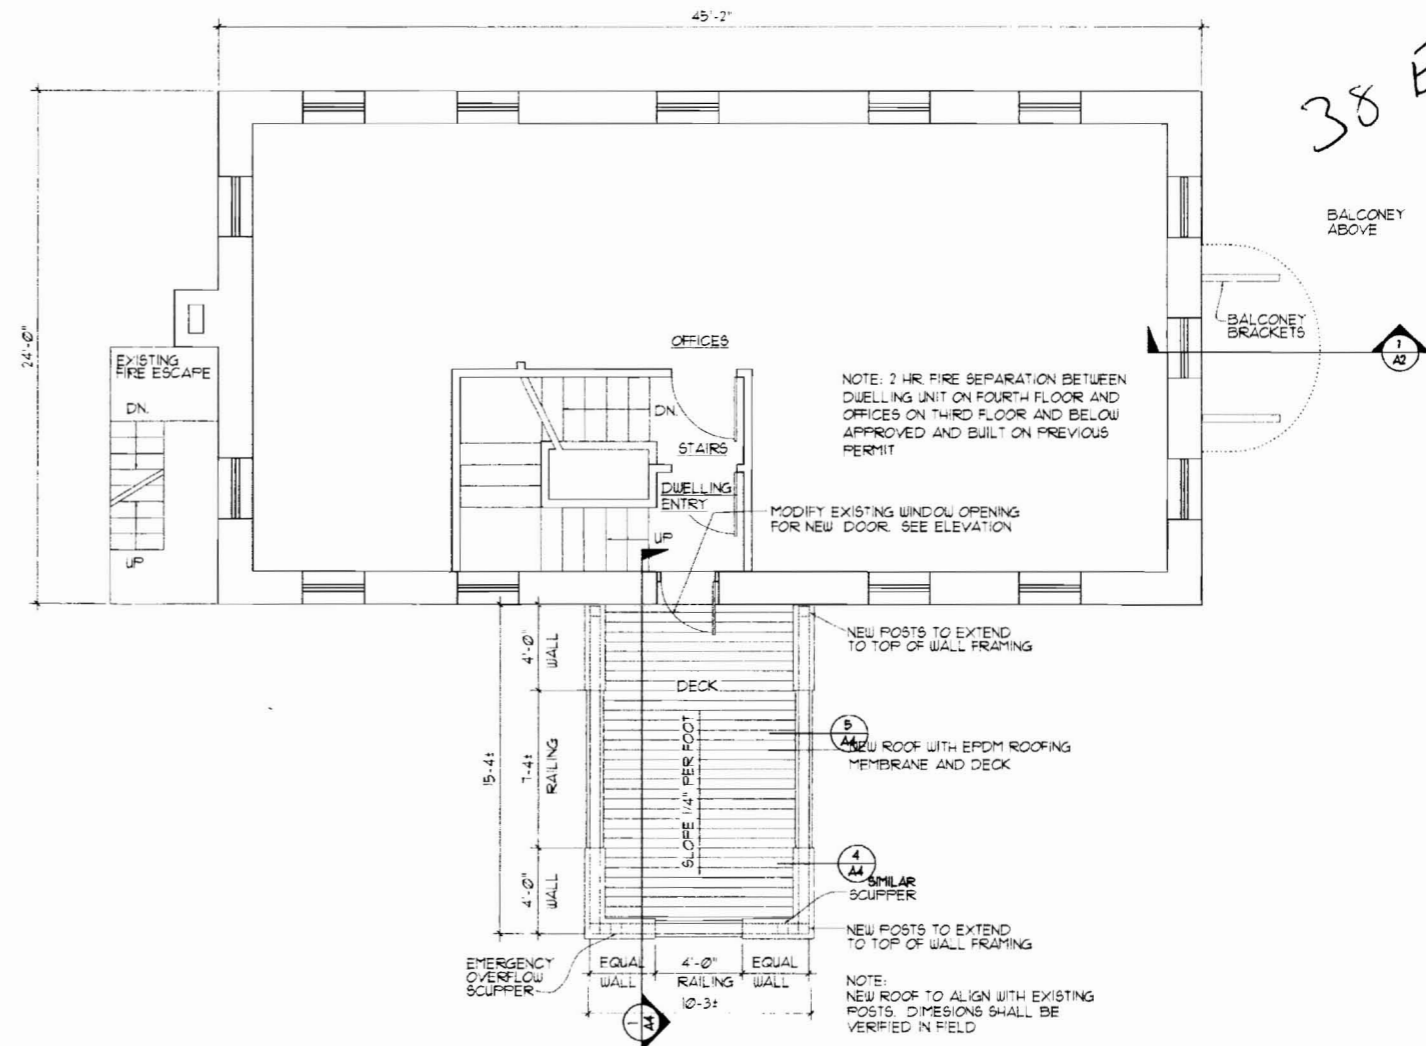 45'-2"
38
BALCONEY
ABOVE
24'-0"
BALCONEY
BRACKETS
1
A2
EXISTING
FIRE ESCAPE
DN.
UP
OFFICES
NOTE: 2 HR. FIRE SEPARATION BETWEEN
DWELLING UNIT ON FOURTH FLOOR AND
OFFICES ON THIRD FLOOR AND BELOW
APPROVED AND BUILT ON PREVIOUS
PERMIT
DN.
STAIRS
DWELLING
ENTRY
UP
MODIFY EXISTING WINDOW OPENING
FOR NEW DOOR. SEE ELEVATION
NEW POSTS TO EXTEND
TO TOP OF WALL FRAMING
4'-0"
WALL
DECK
15-4±
7-4±
RAILING
SLOPE 1/4" PER FOOT
5
A4
NEW ROOF WITH EPDM ROOFING
MEMBRANE AND DECK
4'-0"
WALL
4
A4
SIMILAR
SCUPPER
NEW POSTS TO EXTEND
TO TOP OF WALL FRAMING
EMERGENCY
OVERFLOW
SCUPPER
EQUAL
WALL
4'-0"
RAILING
EQUAL
WALL
10-3±
NOTE:
NEW ROOF TO ALIGN WITH EXISTING
POSTS. DIMESIONS SHALL BE
VERIFIED IN FIELD
1
A4